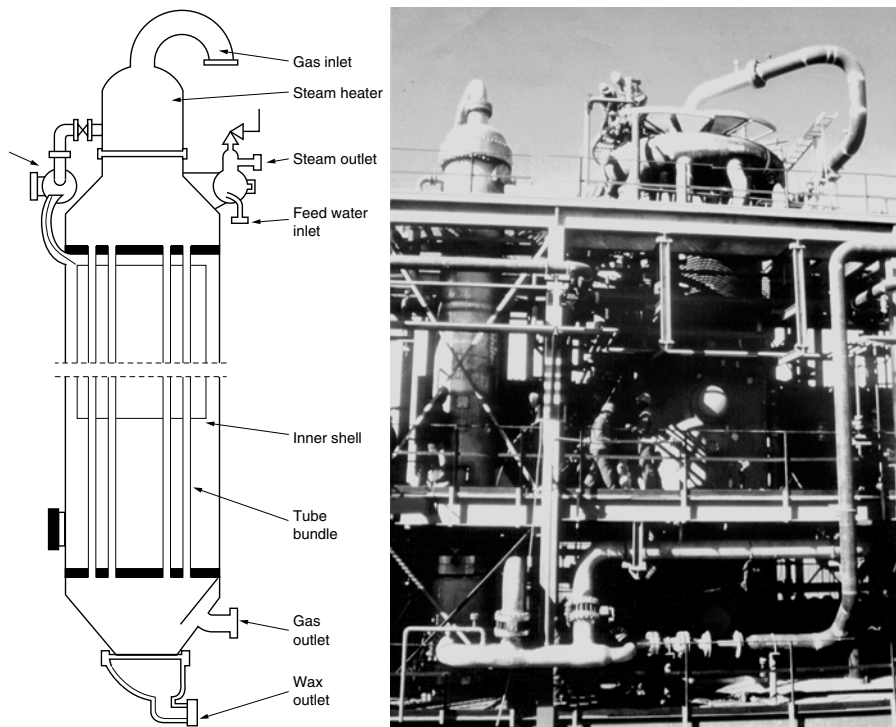 Gas inlet
Steam heater
Steam outlet
Feed water
inlet
Inner shell
Tube
bundle
Gas
outlet
Wax
outlet